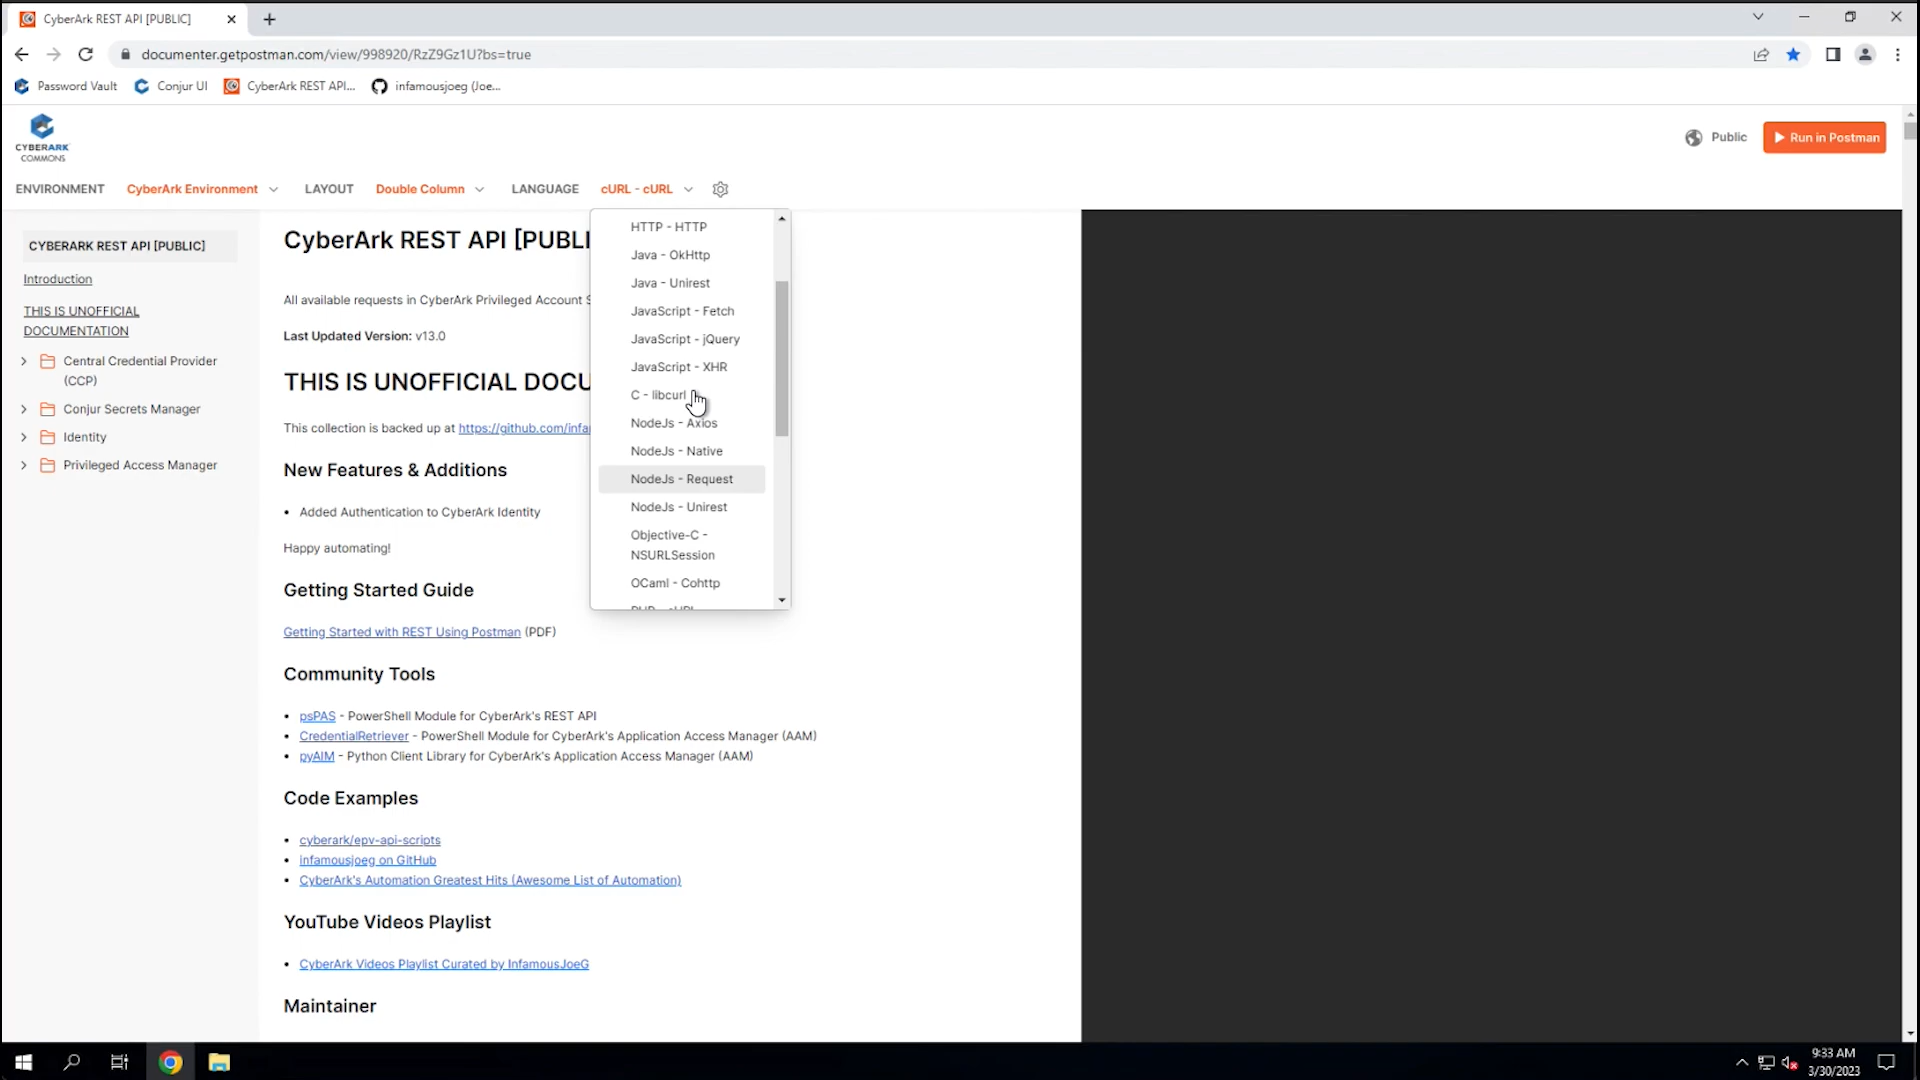 CyberArk REST API [PUBLIC]
documenter.getpostman.com/view/998920/RzZ9Gz1U?bs=true
Password Vault
Conjur UI
CyberArk REST API...
infamousjoeg (Joe...
CYBERARK
COMMONS
Public
Run in Postman
ENVIRONMENT
CyberArk Environment
LAYOUT
Double Column
LANGUAGE
cURL - cURL
CYBERARK REST API [PUBLIC]
Introduction
THIS IS UNOFFICIAL
DOCUMENTATION
Central Credential Provider
(CCP)
Conjur Secrets Manager
Identity
Privileged Access Manager
CyberArk REST API [PUBLI
All available requests in CyberArk Privileged Account S
Last Updated Version: v13.0
THIS IS UNOFFICIAL DOCU
This collection is backed up at https://github.com/infa
New Features & Additions
• Added Authentication to CyberArk Identity
Happy automating!
Getting Started Guide
Getting Started with REST Using Postman (PDF)
Community Tools
• psPAS - PowerShell Module for CyberArk's REST API
• CredentialRetriever - PowerShell Module for CyberArk's Application Access Manager (AAM)
• pyAIM - Python Client Library for CyberArk's Application Access Manager (AAM)
Code Examples
• cyberark/epv-api-scripts
• infamousjoeg on GitHub
• CyberArk's Automation Greatest Hits (Awesome List of Automation)
YouTube Videos Playlist
• CyberArk Videos Playlist Curated by InfamousJoeG
Maintainer
HTTP - HTTP
Java - OkHttp
Java - Unirest
JavaScript - Fetch
JavaScript - jQuery
JavaScript - XHR
C - libcurl
NodeJs - Axios
NodeJs - Native
NodeJs - Request
NodeJs - Unirest
Objective-C -
NSURLSession
OCaml - Cohttp
9:33 AM
3/30/2023